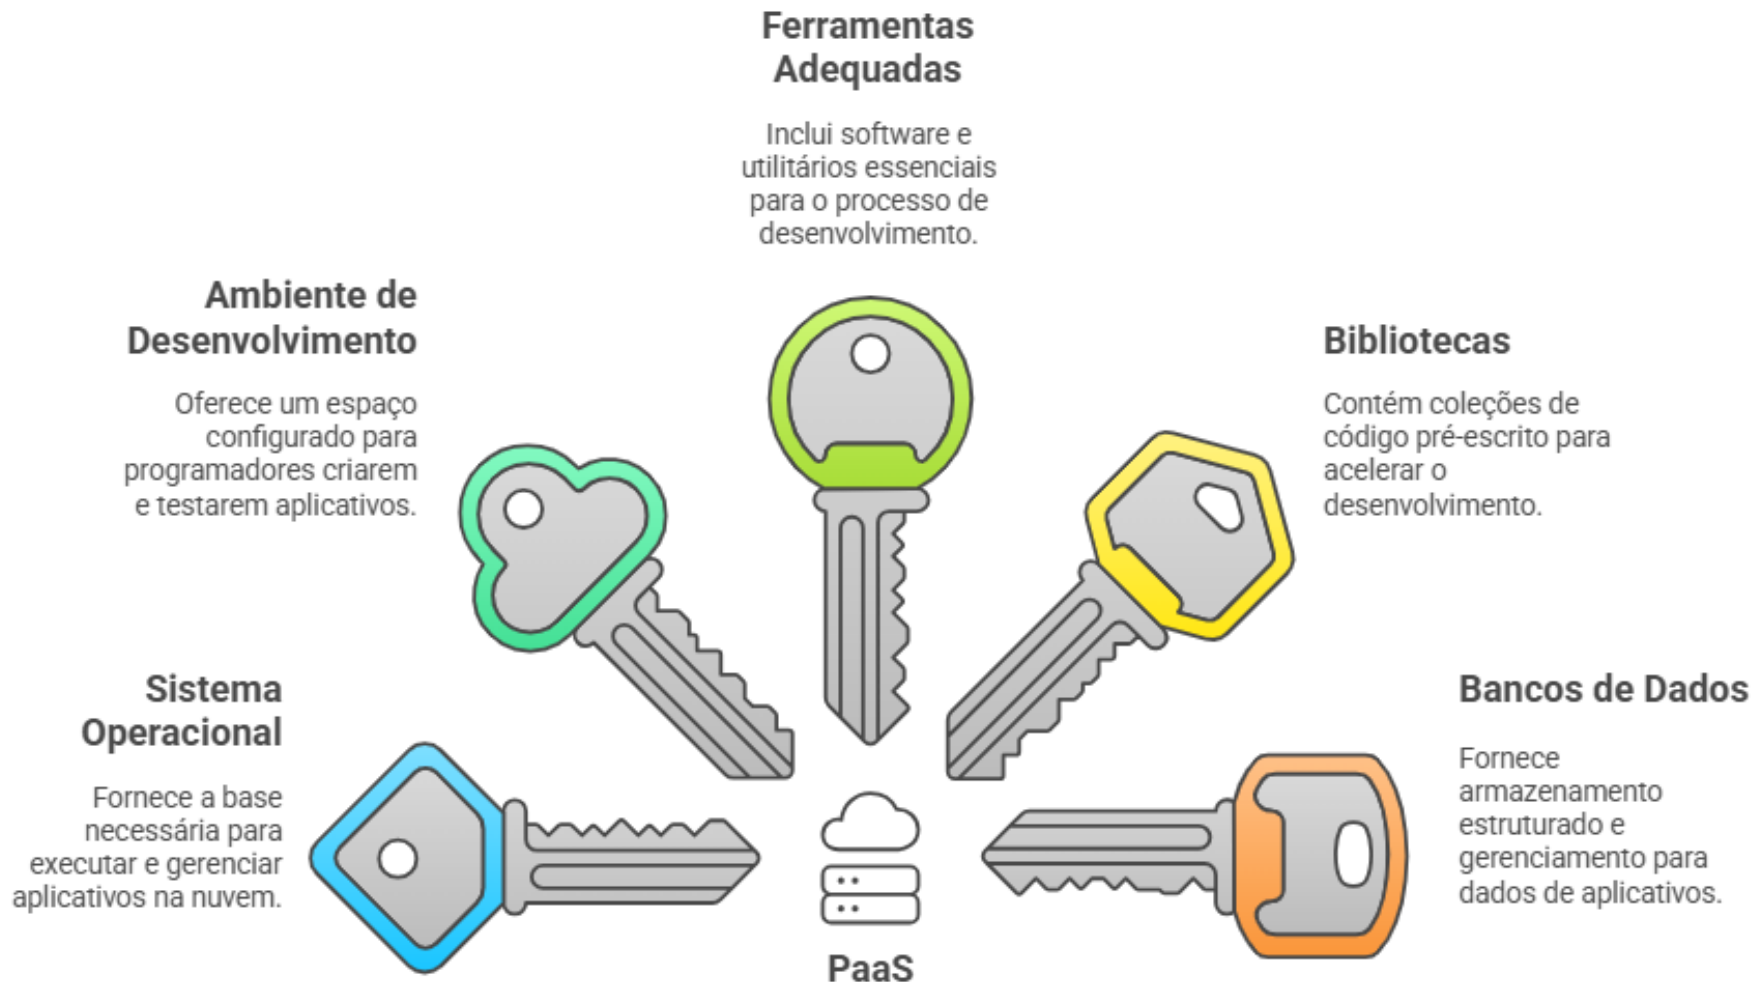 Ferramentas
Adequadas
Inclui software e
utilitários essenciais
para o processo de
desenvolvimento.
Ambiente de
Desenvolvimento
Oferece um espaço
configurado para
programadores criarem
e testarem aplicativos.
Bibliotecas
Contém coleções de
código pré-escrito para
acelerar o
desenvolvimento.
Sistema
Operacional
Fornece a base
necessária para
executar e gerenciar
aplicativos na nuvem.
Bancos de Dados
Fornece
armazenamento
estruturado e
gerenciamento para
dados de aplicativos.
PaaS